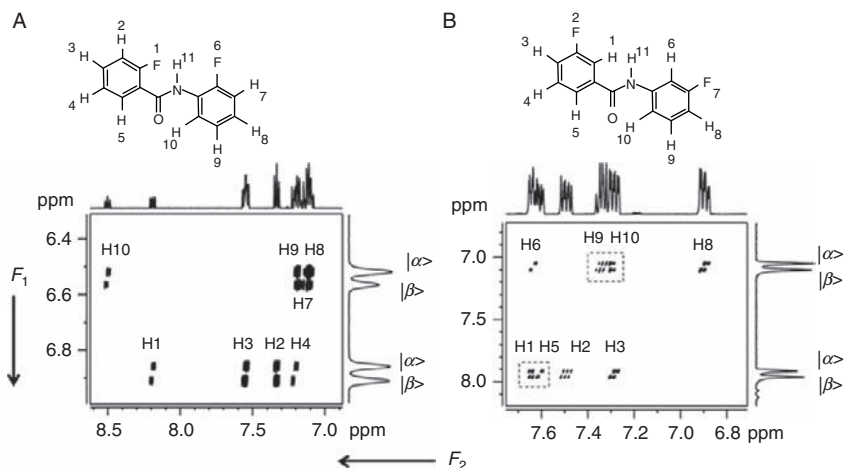 A
B
2
H
3
H
1
F
H
11
6
F
H
7
4
H
N
O
H
5
H
10
H
9
H
8
2
F
3
H
1
H
H
11
6
H
F
7
4
H
N
O
H
5
H
10
H
9
H
8
ppm
6.4
6.6
6.8
F1
H10
H9 H8
H7
H1
H3
H2
H4
|α>
|β>
|α>
|β>
8.5 8.0 7.5 7.0 ppm
ppm
7.0
7.5
8.0
H6
H9
H10
H8
H1
H5
H2
H3
|α>
|β>
|α>
|β>
7.6 7.4 7.2 7.0 6.8
ppm
F2